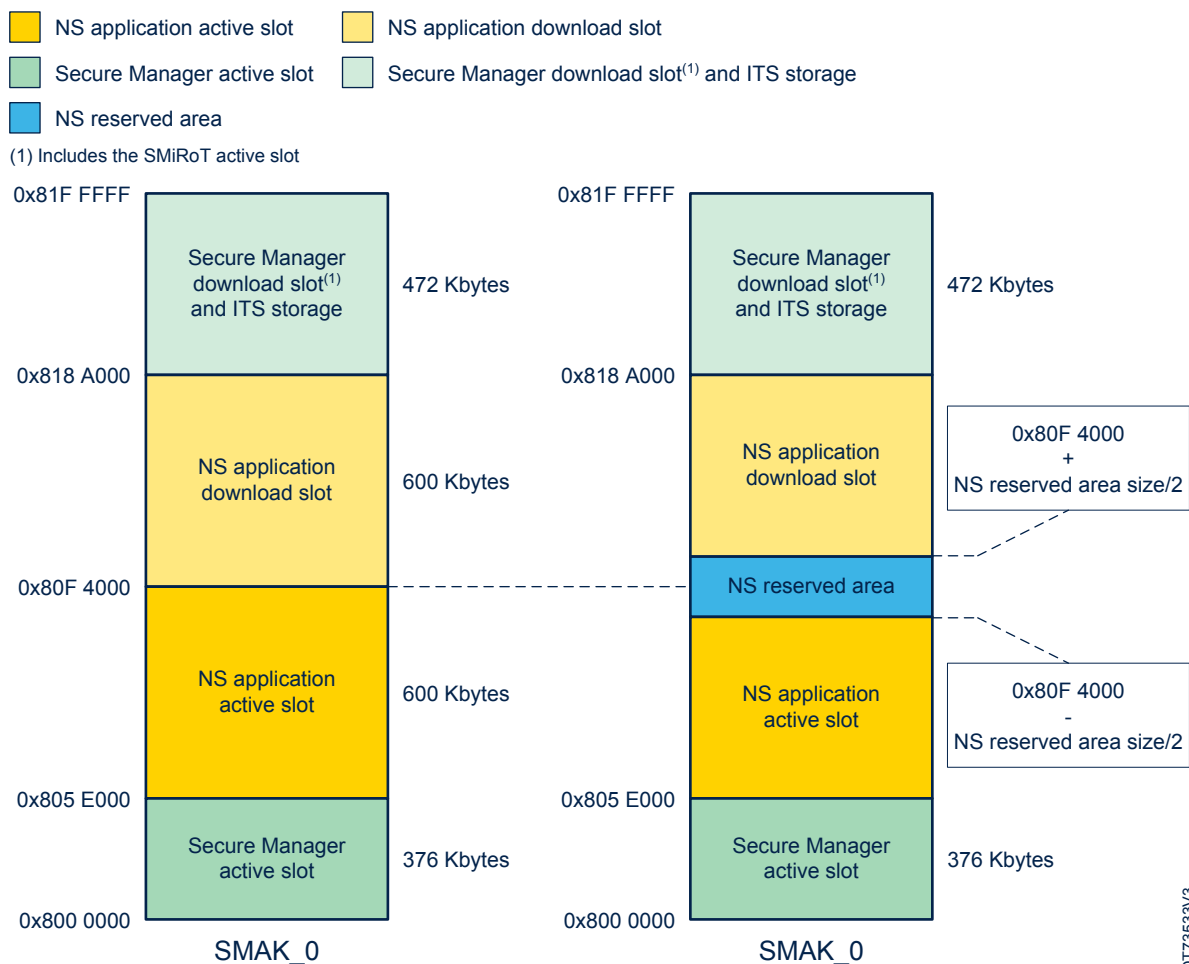 NS application active slot
NS application download slot
Secure Manager active slot
Secure Manager download slot(1) and ITS storage
NS reserved area
(1) Includes the SMiRoT active slot
0x81F FFFF
Secure Manager
download slot(1)
and ITS storage
472 Kbytes
0x818 A000
NS application
download slot
600 Kbytes
0x80F 4000
NS application
active slot
600 Kbytes
0x805 E000
Secure Manager
active slot
376 Kbytes
0x800 0000
SMAK_0
0x81F FFFF
Secure Manager
download slot(1)
and ITS storage
472 Kbytes
0x818 A000
NS application
download slot
0x80F 4000
+
NS reserved area size/2
NS reserved area
NS application
active slot
0x80F 4000
-
NS reserved area size/2
0x805 E000
Secure Manager
active slot
376 Kbytes
0x800 0000
SMAK_0